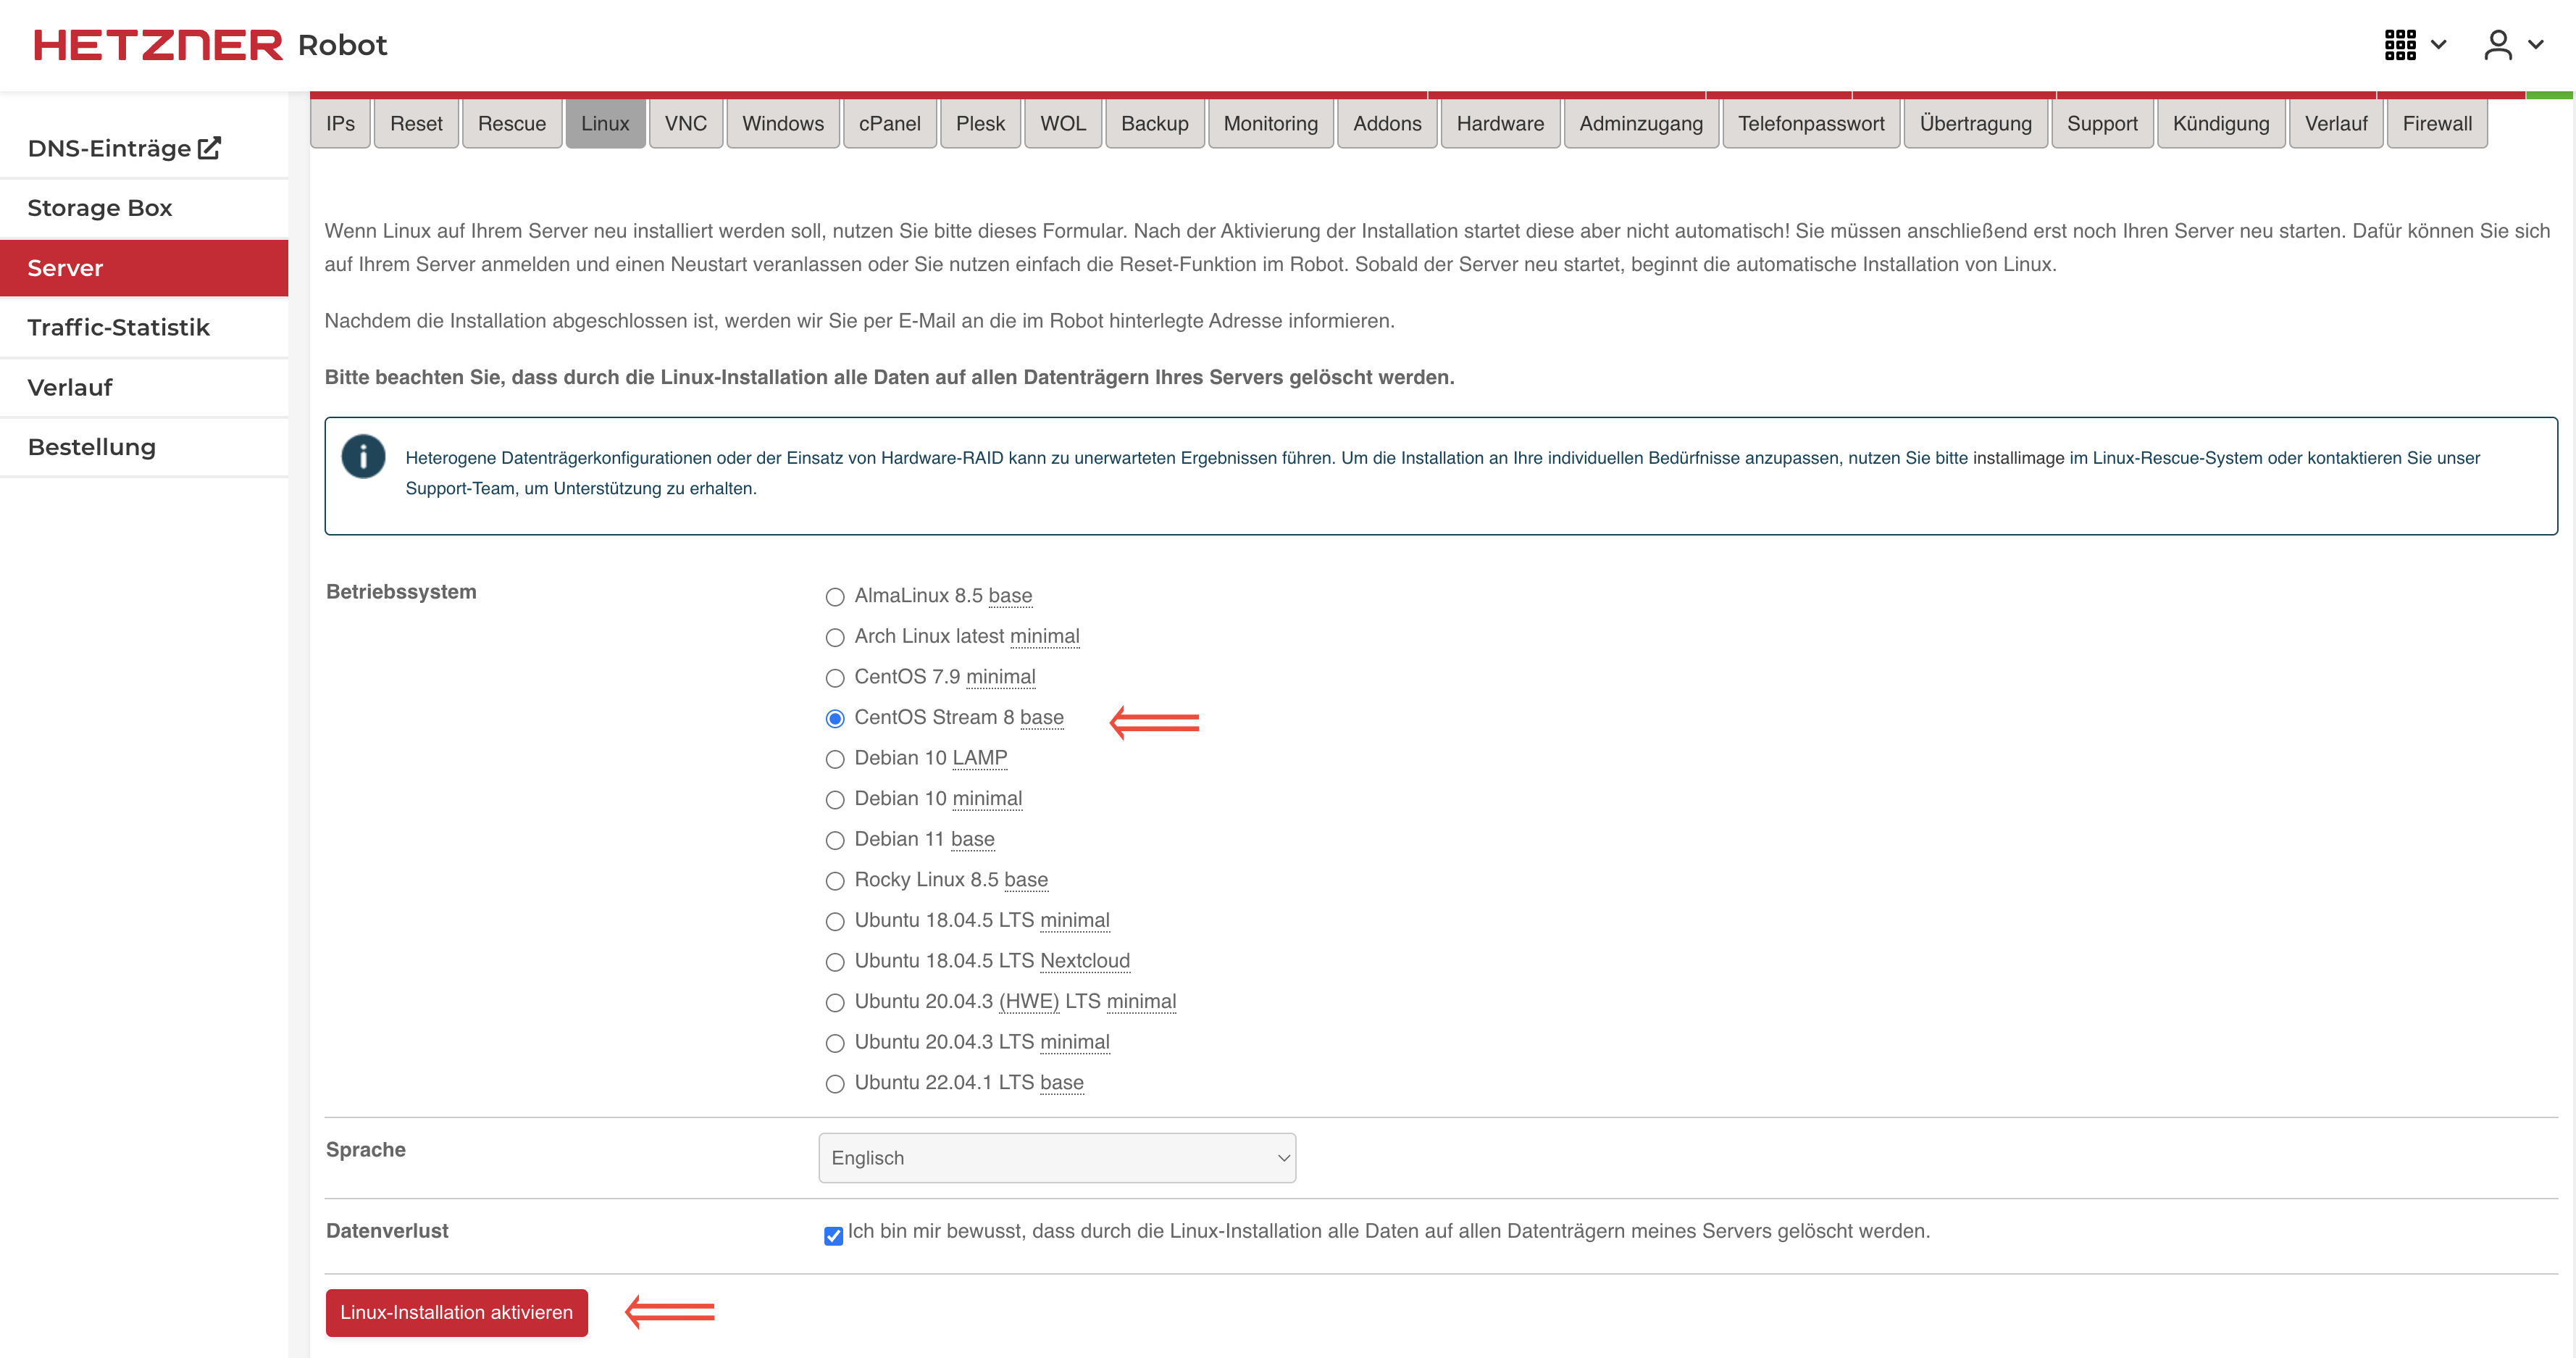 HETZNER Robot
DNS-Einträge
Storage Box
Server
Traffic-Statistik
Verlauf
Bestellung
IPs Reset Rescue Linux VNC Windows cPanel Plesk WOL Backup Monitoring Addons Hardware Adminzugang Telefonpasswort Übertragung Support Kündigung Verlauf Firewall
Wenn Linux auf Ihrem Server neu installiert werden soll, nutzen Sie bitte dieses Formular. Nach der Aktivierung der Installation startet diese aber nicht automatisch! Sie müssen anschließend erst noch Ihren Server neu starten. Dafür können Sie sich
auf Ihrem Server anmelden und einen Neustart veranlassen oder Sie nutzen einfach die Reset-Funktion im Robot. Sobald der Server neu startet, beginnt die automatische Installation von Linux.
Nachdem die Installation abgeschlossen ist, werden wir Sie per E-Mail an die im Robot hinterlegte Adresse informieren.
Bitte beachten Sie, dass durch die Linux-Installation alle Daten auf allen Datenträgern Ihres Servers gelöscht werden.
Heterogene Datenträgerkonfigurationen oder der Einsatz von Hardware-RAID kann zu unerwarteten Ergebnissen führen. Um die Installation an Ihre individuellen Bedürfnisse anzupassen, nutzen Sie bitte installimage im Linux-Rescue-System oder kontaktieren Sie unser
Support-Team, um Unterstützung zu erhalten.
Betriebssystem
AlmaLinux 8.5 base
Arch Linux latest minimal
CentOS 7.9 minimal
CentOS Stream 8 base
Debian 10 LAMP
Debian 10 minimal
Debian 11 base
Rocky Linux 8.5 base
Ubuntu 18.04.5 LTS minimal
Ubuntu 18.04.5 LTS Nextcloud
Ubuntu 20.04.3 (HWE) LTS minimal
Ubuntu 20.04.3 LTS minimal
Ubuntu 22.04.1 LTS base
Sprache
Englisch
Datenverlust
Ich bin mir bewusst, dass durch die Linux-Installation alle Daten auf allen Datenträgern meines Servers gelöscht werden.
Linux-Installation aktivieren